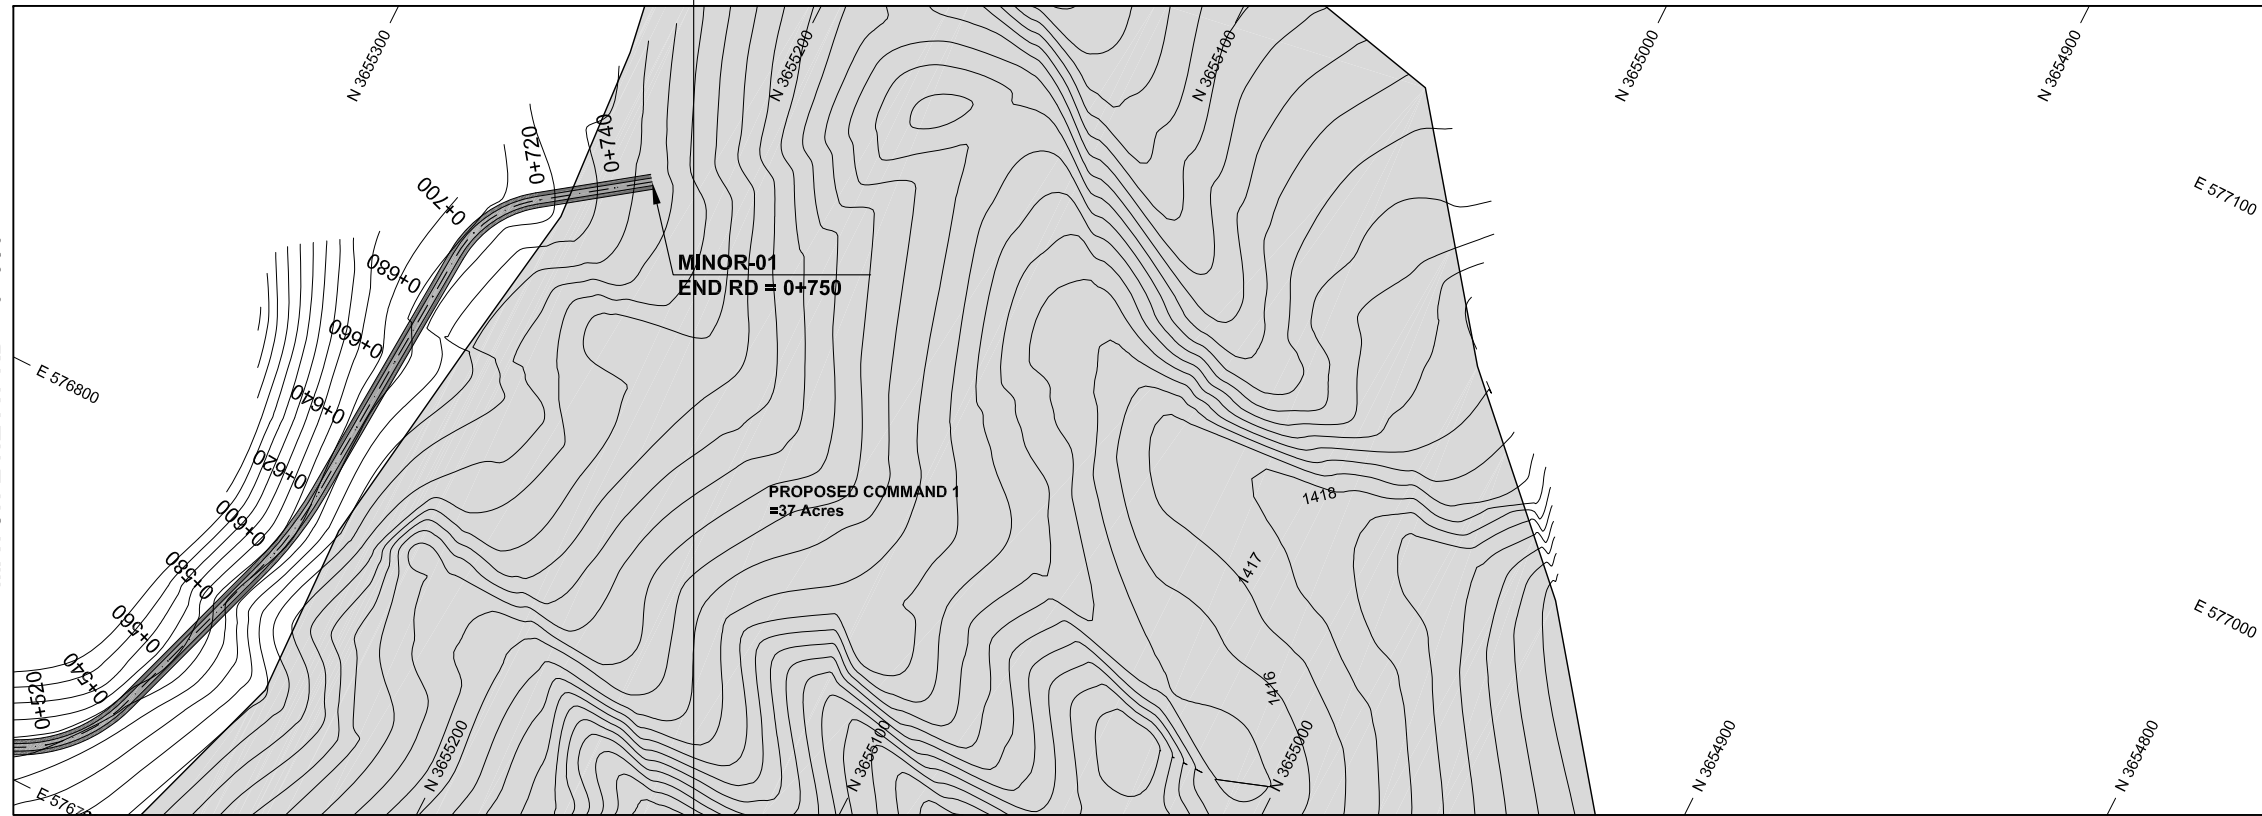 N 3655300
N 3655200
N 3655100
N 3655000
N 3654900
E 577100
0+740
0+720
0+700
0+680
0+660
0+640
0+620
0+600
0+580
0+560
0+540
0+520
MINOR-01
END RD = 0+750
E 576800
PROPOSED COMMAND 1
=37 Acres
1418
1417
1416
E 577000
N 3655200
N 3655100
N 3655000
N 3654900
N 3654800